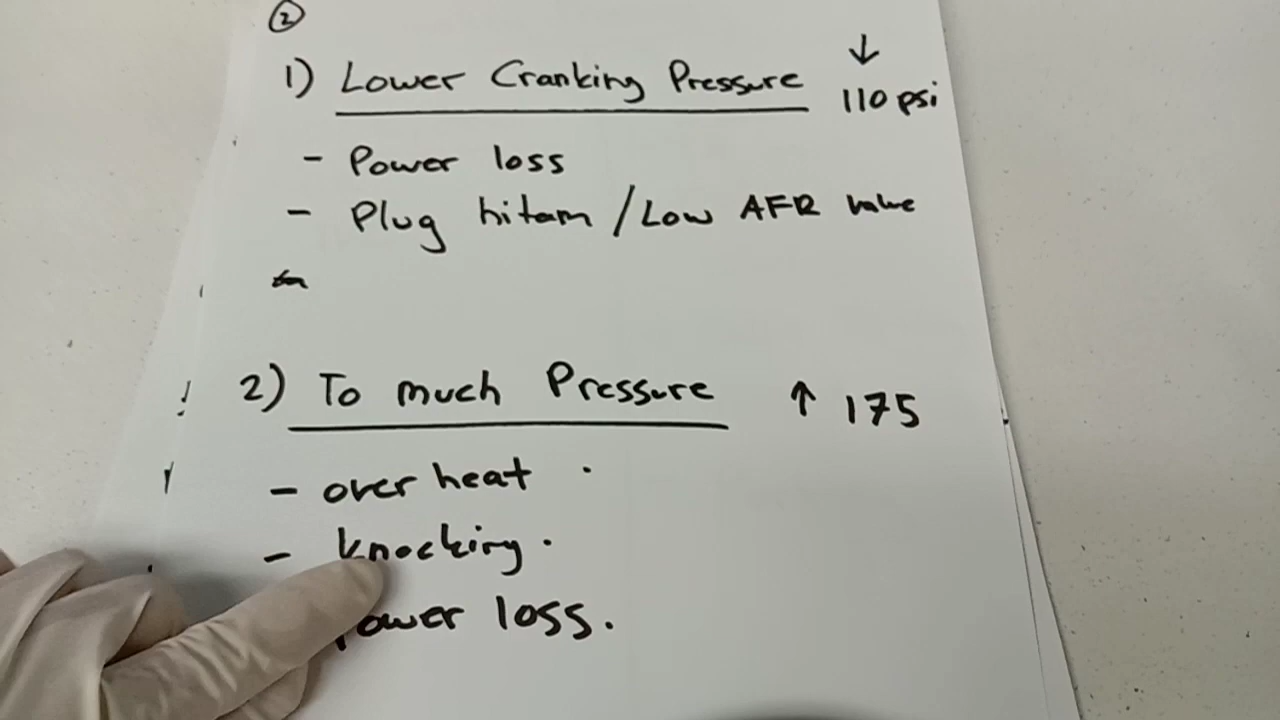 ②
1) Lower Cranking Pressure ↓ 110 psi
- Power loss
- Plug hitam / Low AFR value
2) To much Pressure ↑ 175
- over heat
- knocking.
Power loss.